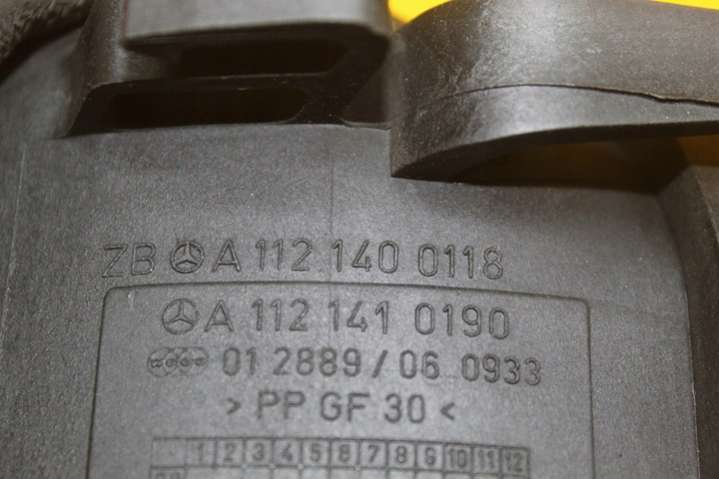 ZB A 112 140 0118
A 112 141 0190
01 2889/06 0933
> PP GF 30 <
1 2 3 4 5 6 7 8 9 10 11 12